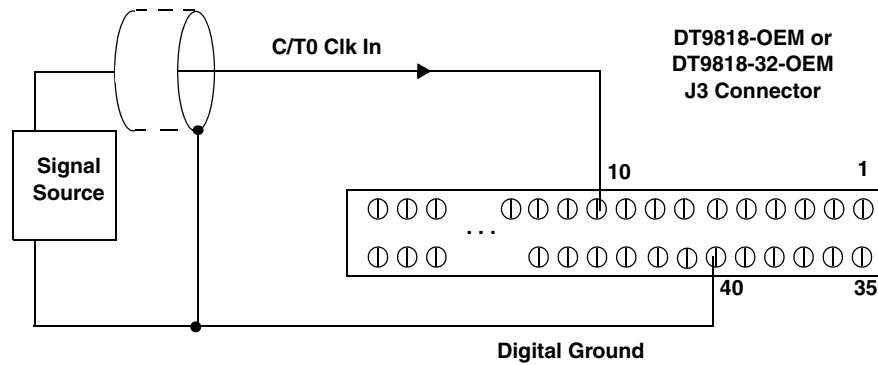 C/T0 Clk In
DT9818-OEM or
DT9818-32-OEM
J3 Connector
Signal
Source
10
1
. . .
40
35
Digital Ground